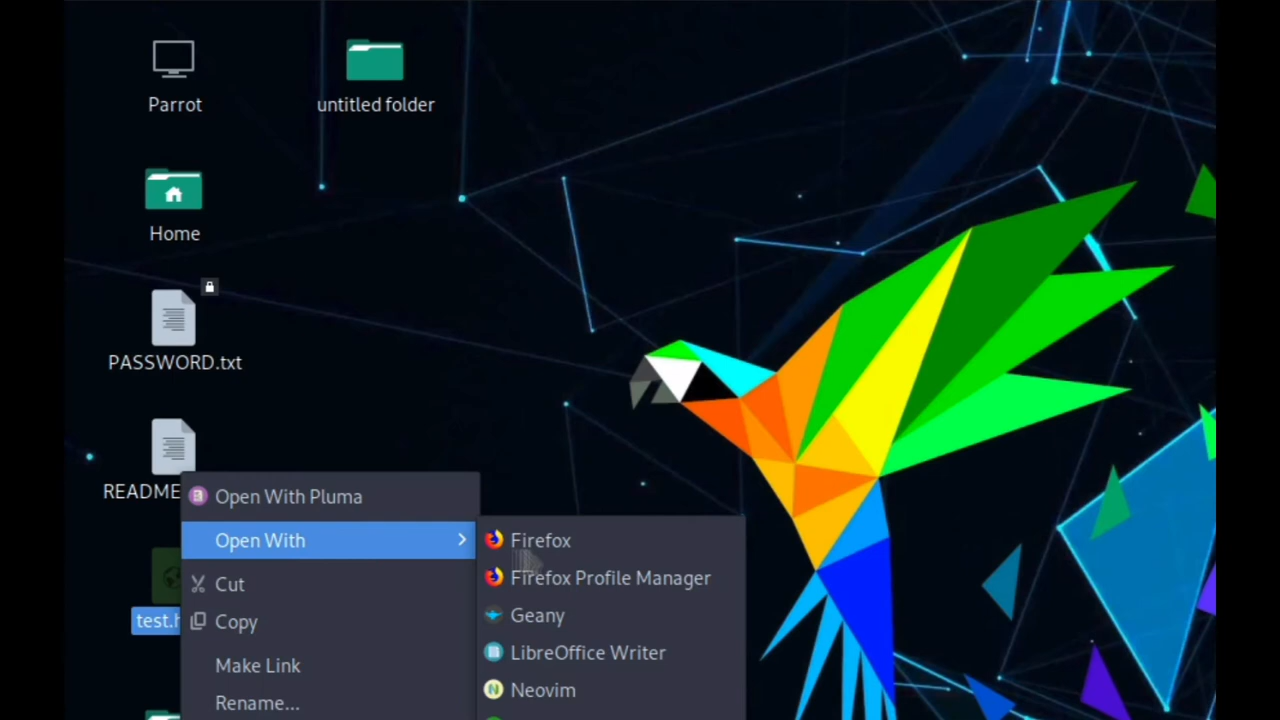 Parrot
untitled folder
Home
PASSWORD.txt
README
test.h
Open With Pluma
Open With
Cut
Copy
Make Link
Rename...
Firefox
Firefox Profile Manager
Geany
LibreOffice Writer
Neovim